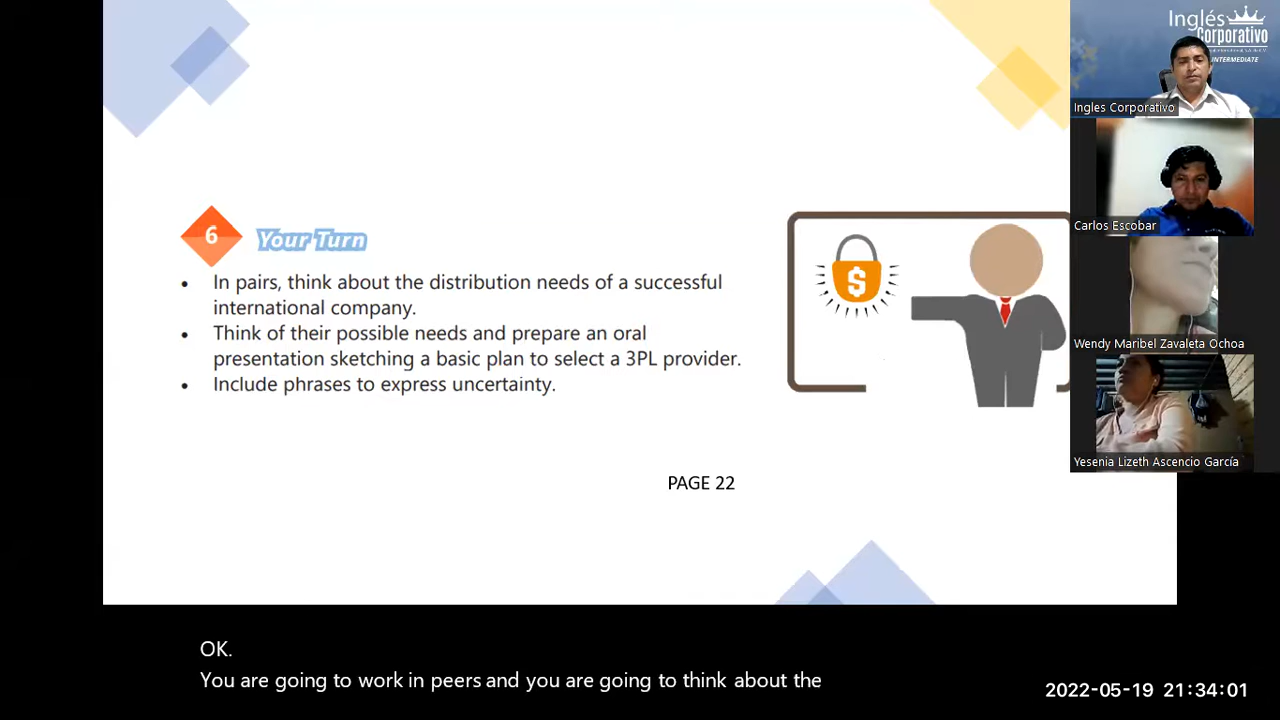 6
Your Turn
• In pairs, think about the distribution needs of a successful
international company.
• Think of their possible needs and prepare an oral
presentation sketching a basic plan to select a 3PL provider.
• Include phrases to express uncertainty.
$
PAGE 22
Inglés
Corporativo
INTERMEDIATE
Ingles Corporativo
Carlos Escobar
Wendy Maribel Zavaleta Ochoa
Yesenia Lizeth Ascencio García
OK.
You are going to work in peers and you are going to think about the
2022-05-19 21:34:01